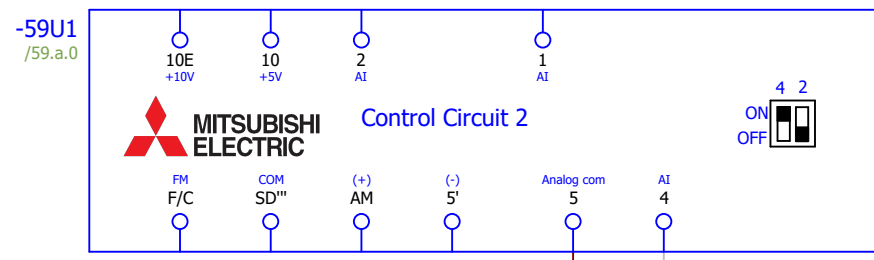 -59U1
/59.a.0
10E 10 2 1
+10V +5V AI AI
4 2
ON
OFF
MITSUBISHI
ELECTRIC
Control Circuit 2
FM COM (+) (-) Analog com AI
F/C SD''' AM 5' 5 4